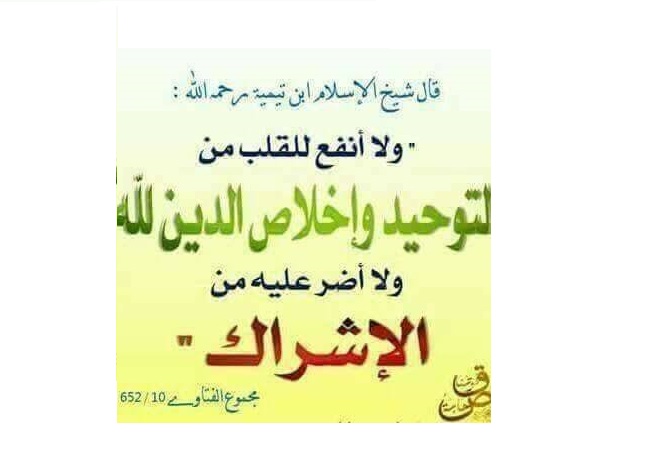 قال شيخ الإسلام ابن تيمية رحمه الله :
" ولا أنفع للقلب من
التوحيد وإخلاص الدين لله
ولا أضر عليه من
الإشراك "
مجموع الفتاوى 10 / 652